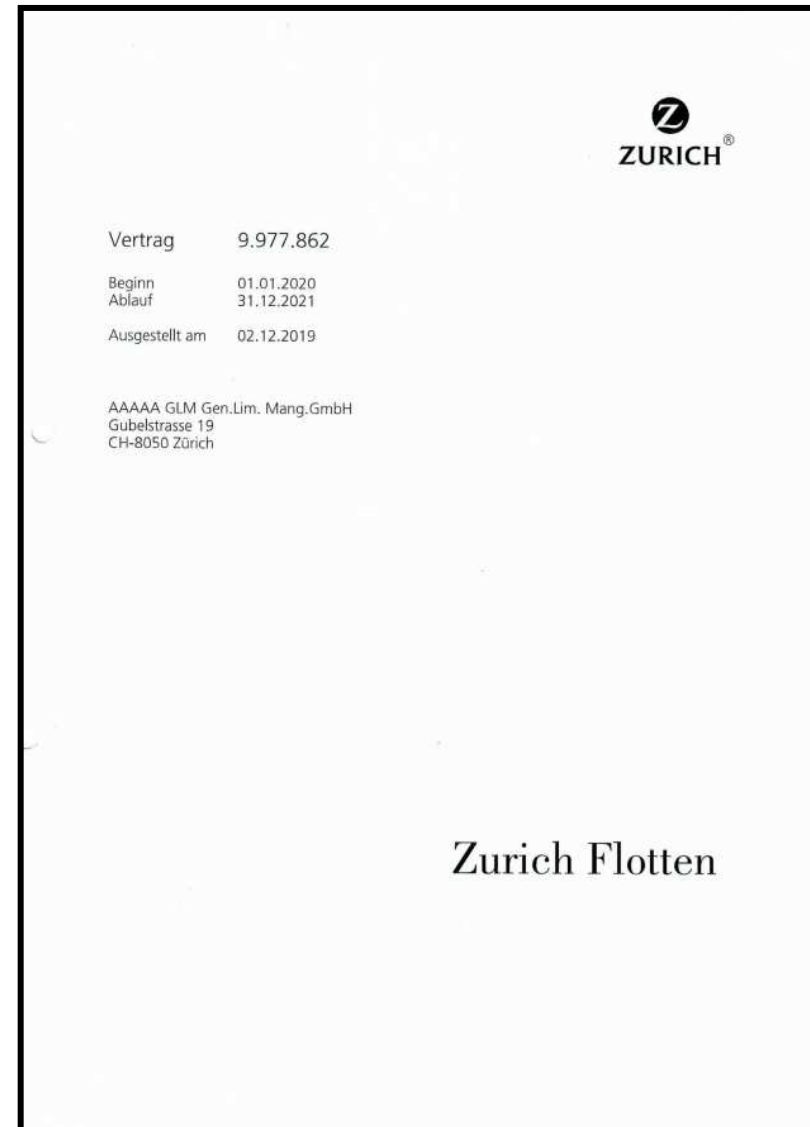 ZURICH®
Vertrag 9.977.862
Beginn 01.01.2020
Ablauf 31.12.2021
Ausgestellt am 02.12.2019
AAAAA GLM Gen.Lim. Mang.GmbH
Gubelstrasse 19
CH-8050 Zürich
Zurich Flotten